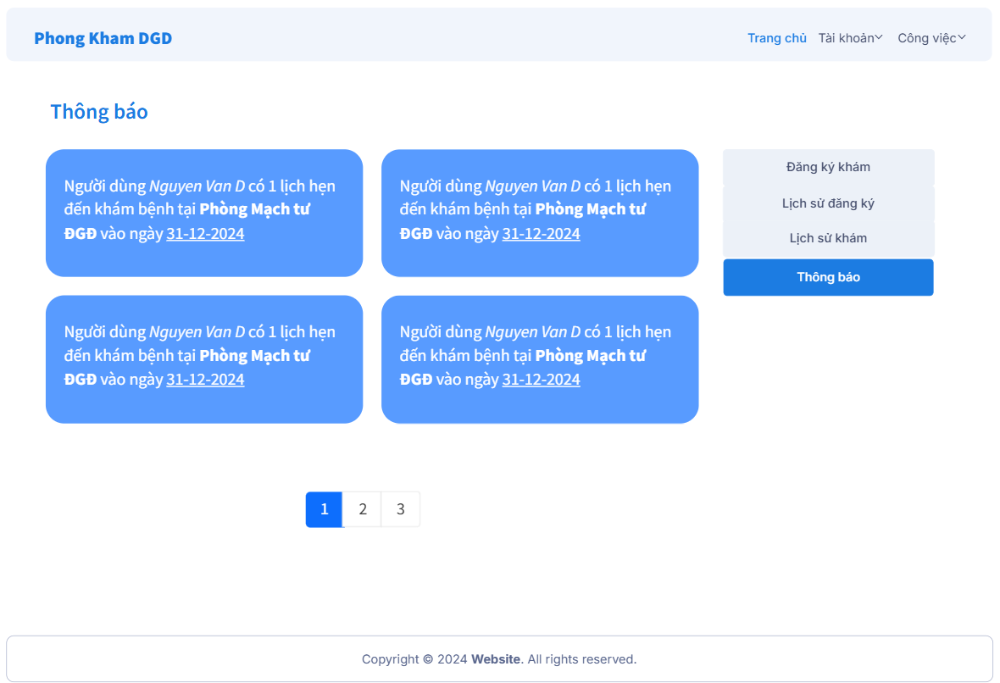 Phong Kham DGD
Trang chủ Tài khoản Công việc
Thông báo
Người dùng Nguyen Van D có 1 lịch hẹn
đến khám bệnh tại Phòng Mạch tư
ĐGĐ vào ngày 31-12-2024
Người dùng Nguyen Van D có 1 lịch hẹn
đến khám bệnh tại Phòng Mạch tư
ĐGĐ vào ngày 31-12-2024
Người dùng Nguyen Van D có 1 lịch hẹn
đến khám bệnh tại Phòng Mạch tư
ĐGĐ vào ngày 31-12-2024
Người dùng Nguyen Van D có 1 lịch hẹn
đến khám bệnh tại Phòng Mạch tư
ĐGĐ vào ngày 31-12-2024
Đăng ký khám
Lịch sử đăng ký
Lịch sử khám
Thông báo
1 2 3
Copyright © 2024 Website. All rights reserved.